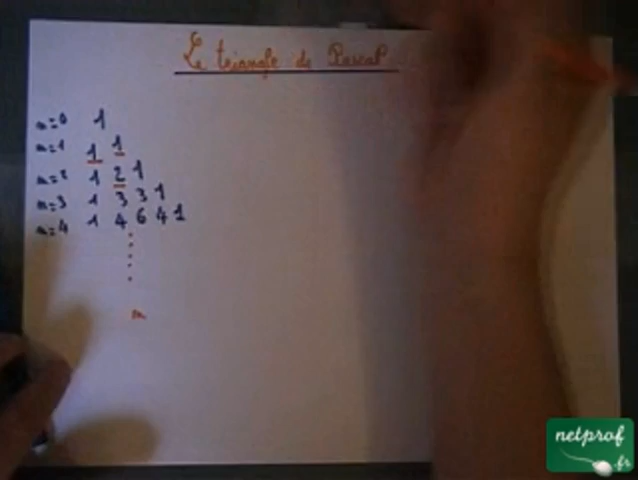 Le triangle de Pascal
n=0 1
n=1 1 1
n=2 1 2 1
n=3 1 3 3 1
n=4 1 4 6 4 1
n
netprof
.fr